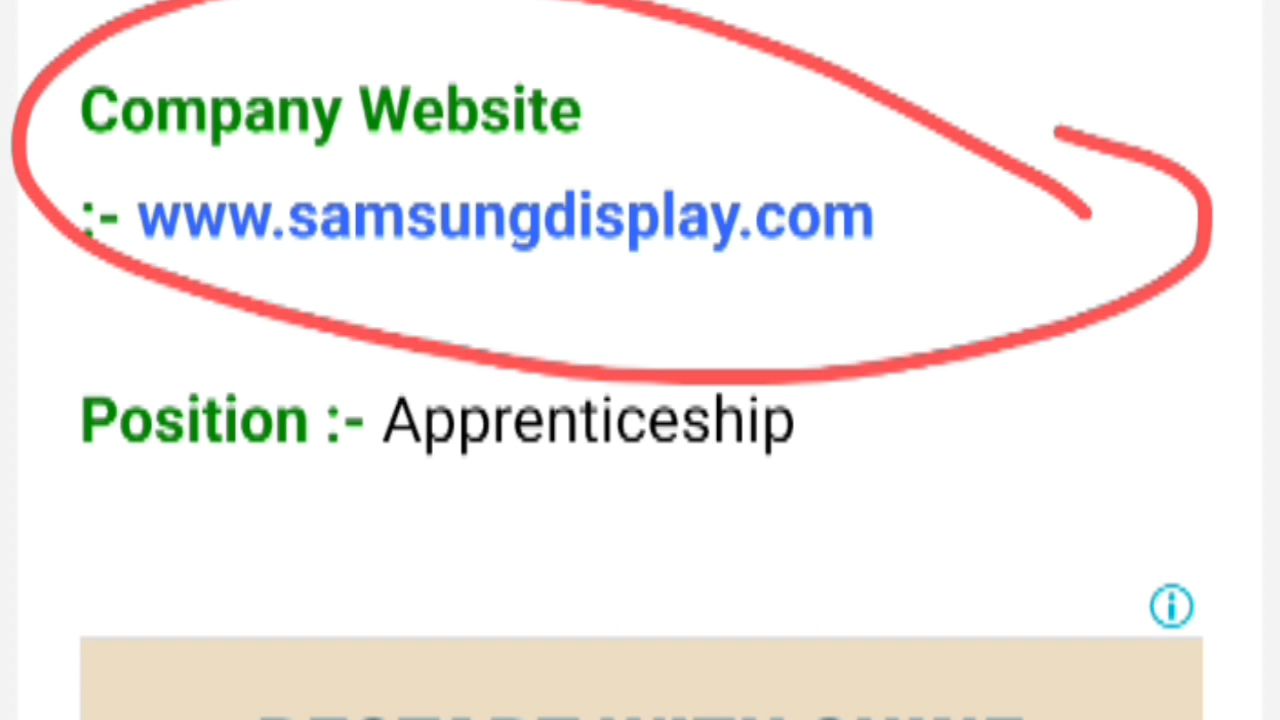 Company Website
:- www.samsungdisplay.com
Position :- Apprenticeship